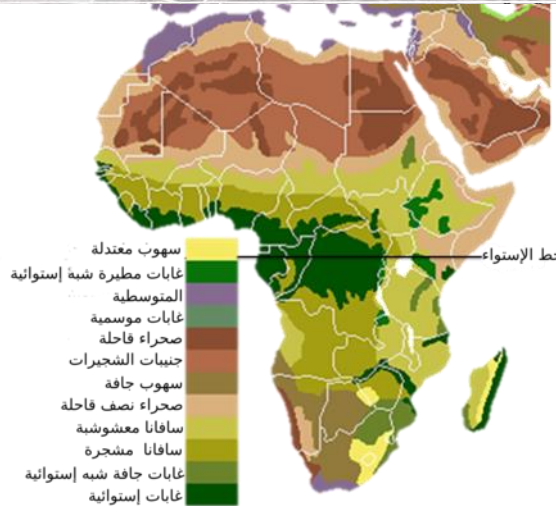 سهوب معتدلة
غابات مطيرة شبه إستوائية
المتوسطية
غابات موسمية
صحراء قاحلة
جنيبات الشجيرات
سهوب جافة
صحراء نصف قاحلة
سافانا معشوشبة
سافانا مشجرة
غابات جافة شبه إستوائية
غابات إستوائية
خط الإستواء